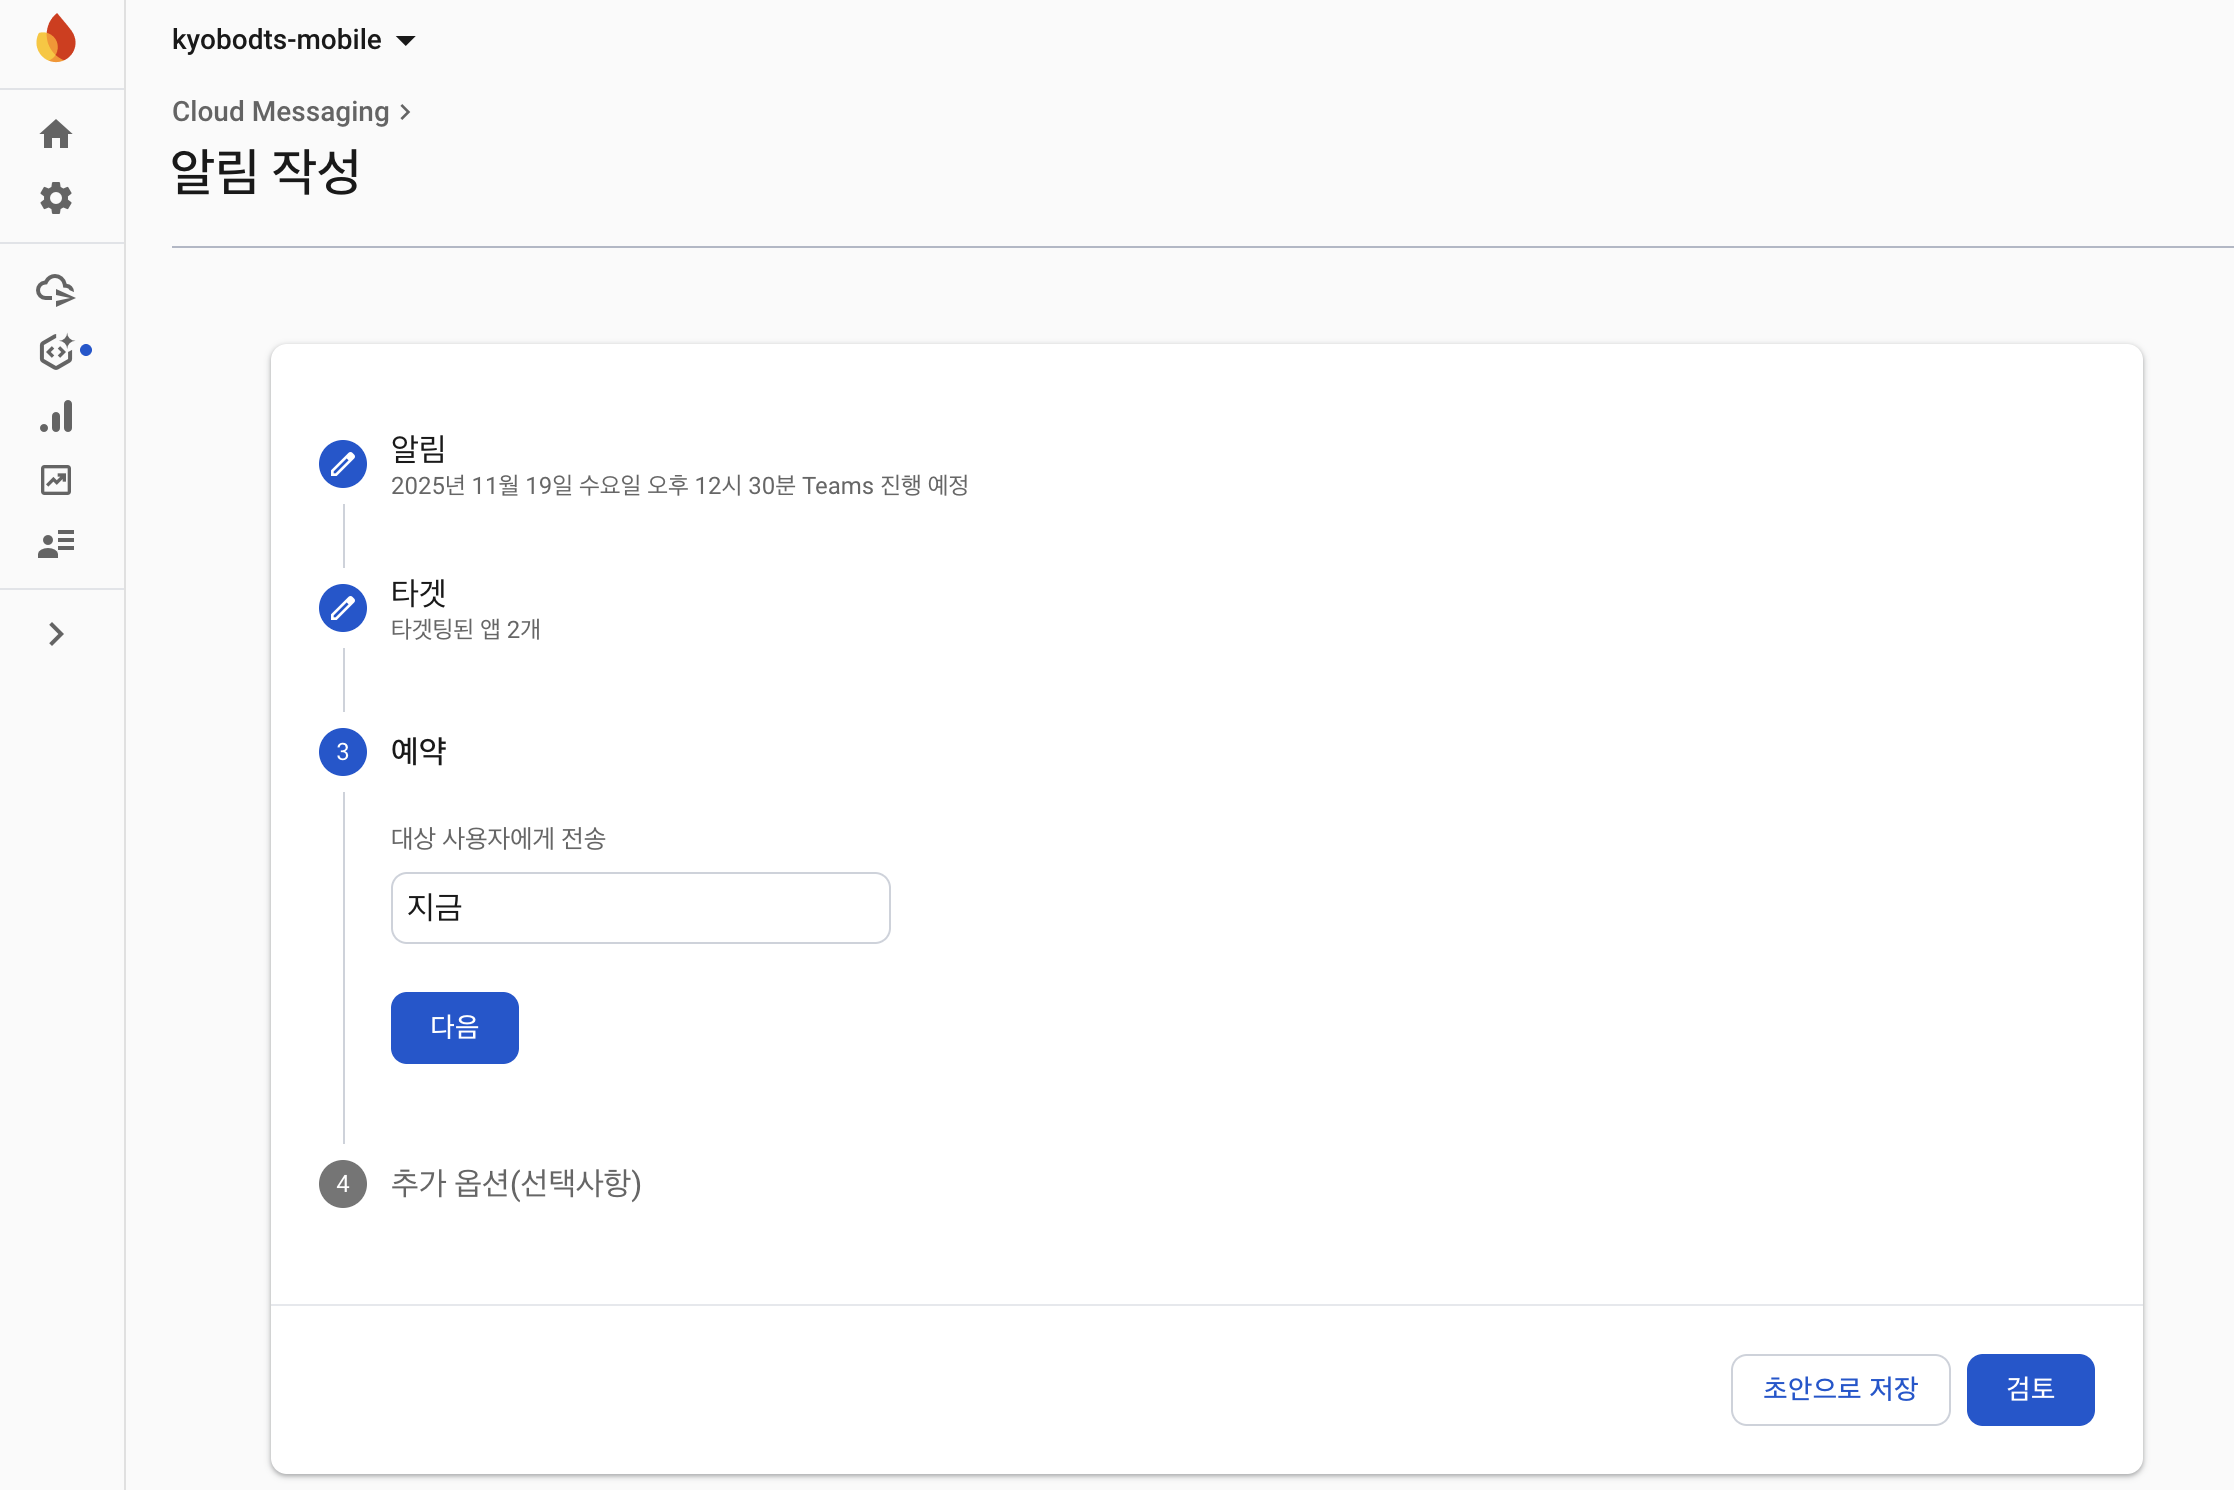 kyobodts-mobile
Cloud Messaging
알림 작성
알림
2025년 11월 19일 수요일 오후 12시 30분 Teams 진행 예정
타겟
타겟팅된 앱 2개
3 예약
대상 사용자에게 전송
지금
다음
4 추가 옵션(선택사항)
초안으로 저장 검토